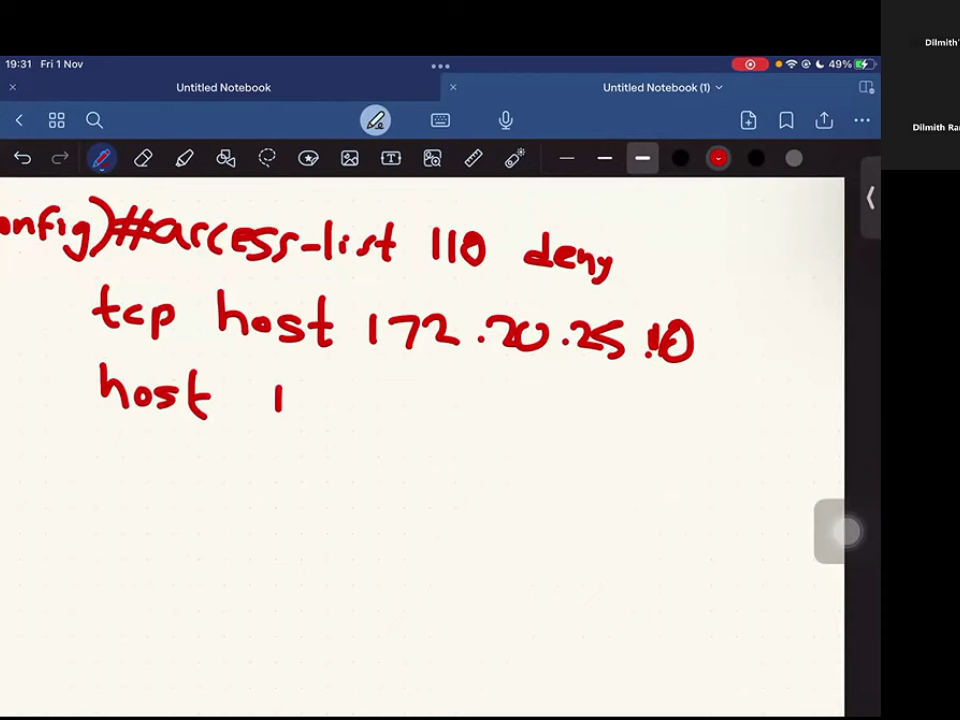 Dilmith'
19:31 Fri 1 Nov
49%
Untitled Notebook
Untitled Notebook (1)
Dilmith Ra
onfig)#access-list 110 deny
tcp host 172.20.25.10
host 1